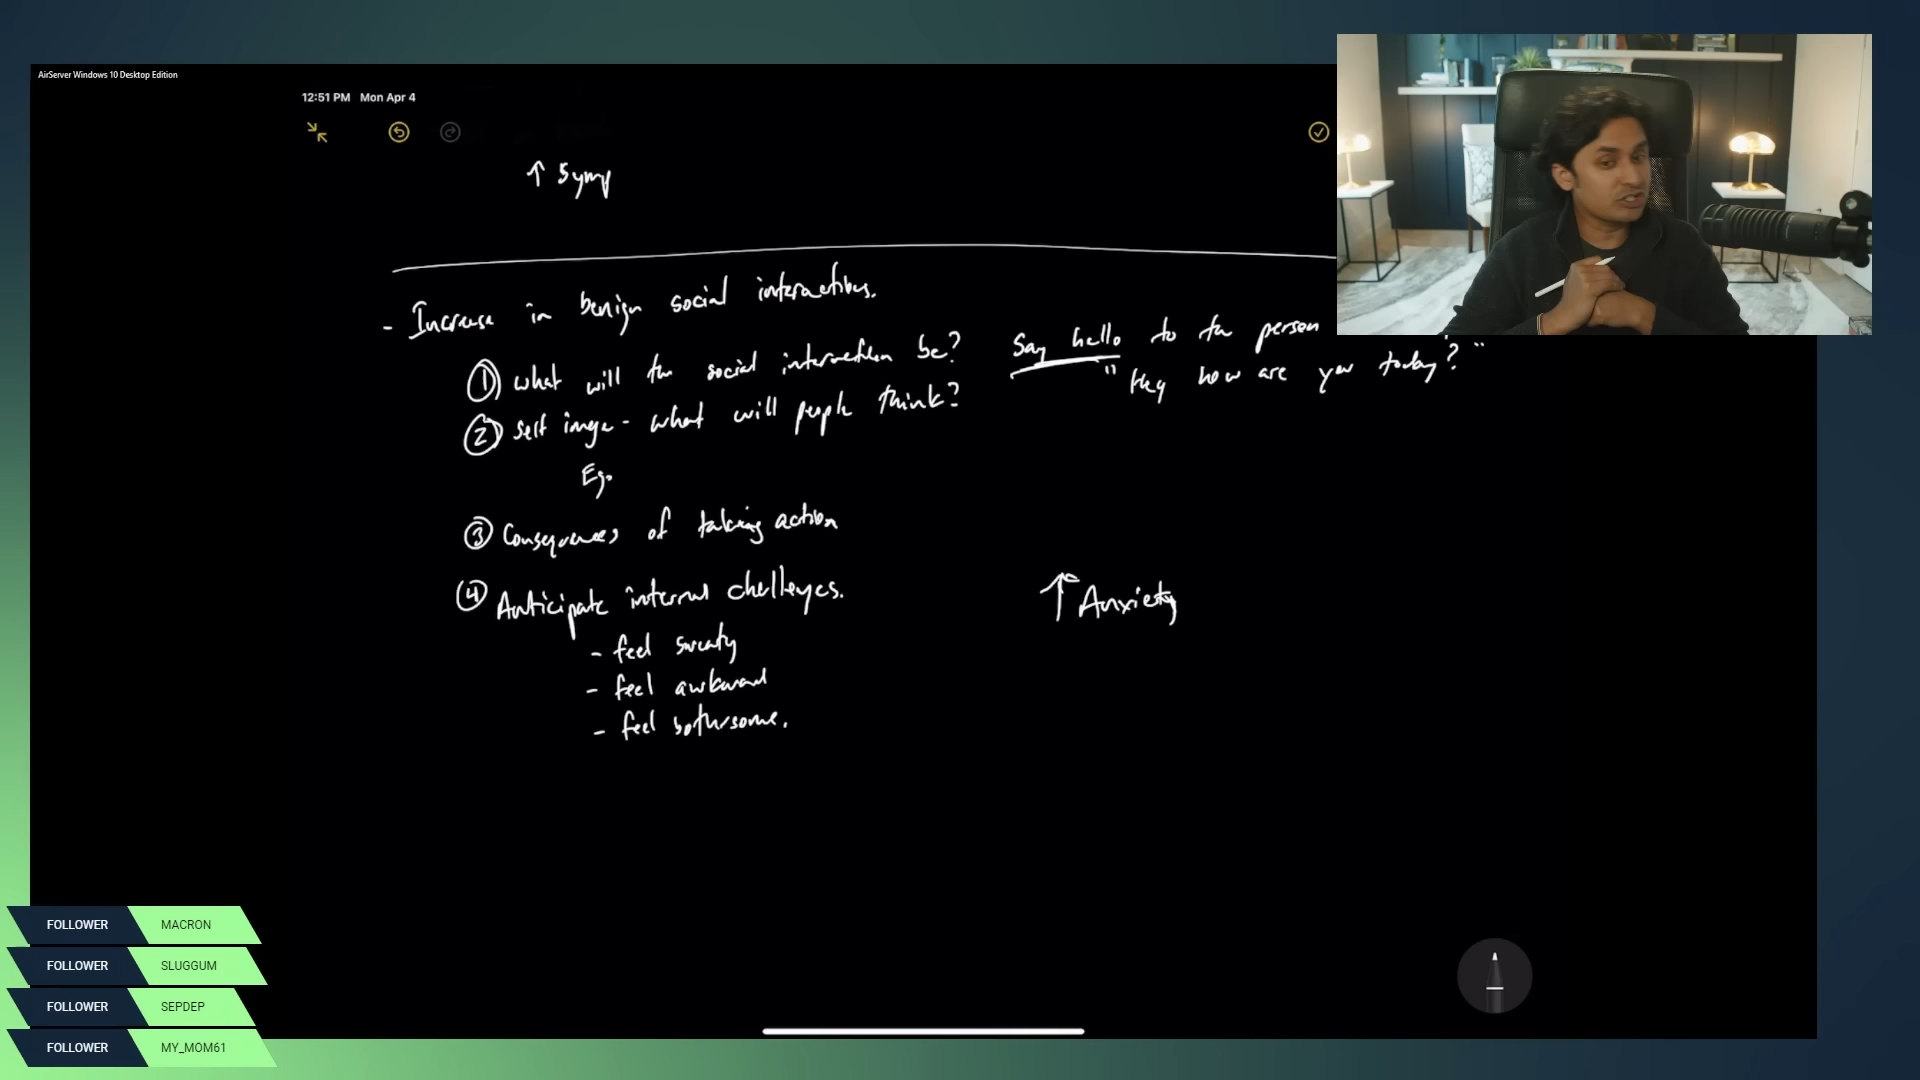 AirServer Windows 10 Desktop Edition
12:51 PM Mon Apr 4
↑ Symp
- Increase in benign social interactions.
① What will the social interaction be? Say hello to the person
"Hey how are you today?"
② Self image - what will people think?
Eg.
③ Consequences of taking action
④ Anticipate internal challenges.
↑ Anxiety
- feel sweaty
- feel awkward
- feel bothersome.
FOLLOWER MACRON
FOLLOWER SLUGGUM
FOLLOWER SEPDEP
FOLLOWER MY_MOM61